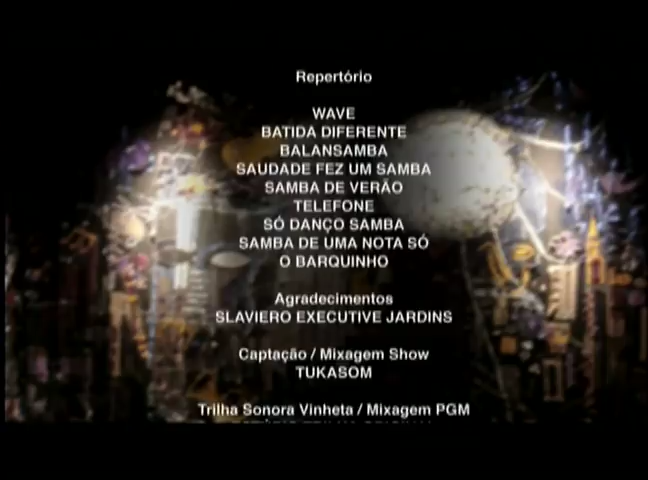 Repertório
WAVE
BATIDA DIFERENTE
BALANSAMBA
SAUDADE FEZ UM SAMBA
SAMBA DE VERÃO
TELEFONE
SÓ DANÇO SAMBA
SAMBA DE UMA NOTA SÓ
O BARQUINHO
Agradecimentos
SLAVIERO EXECUTIVE JARDINS
Captação / Mixagem Show
TUKASOM
Trilha Sonora Vinheta / Mixagem PGM